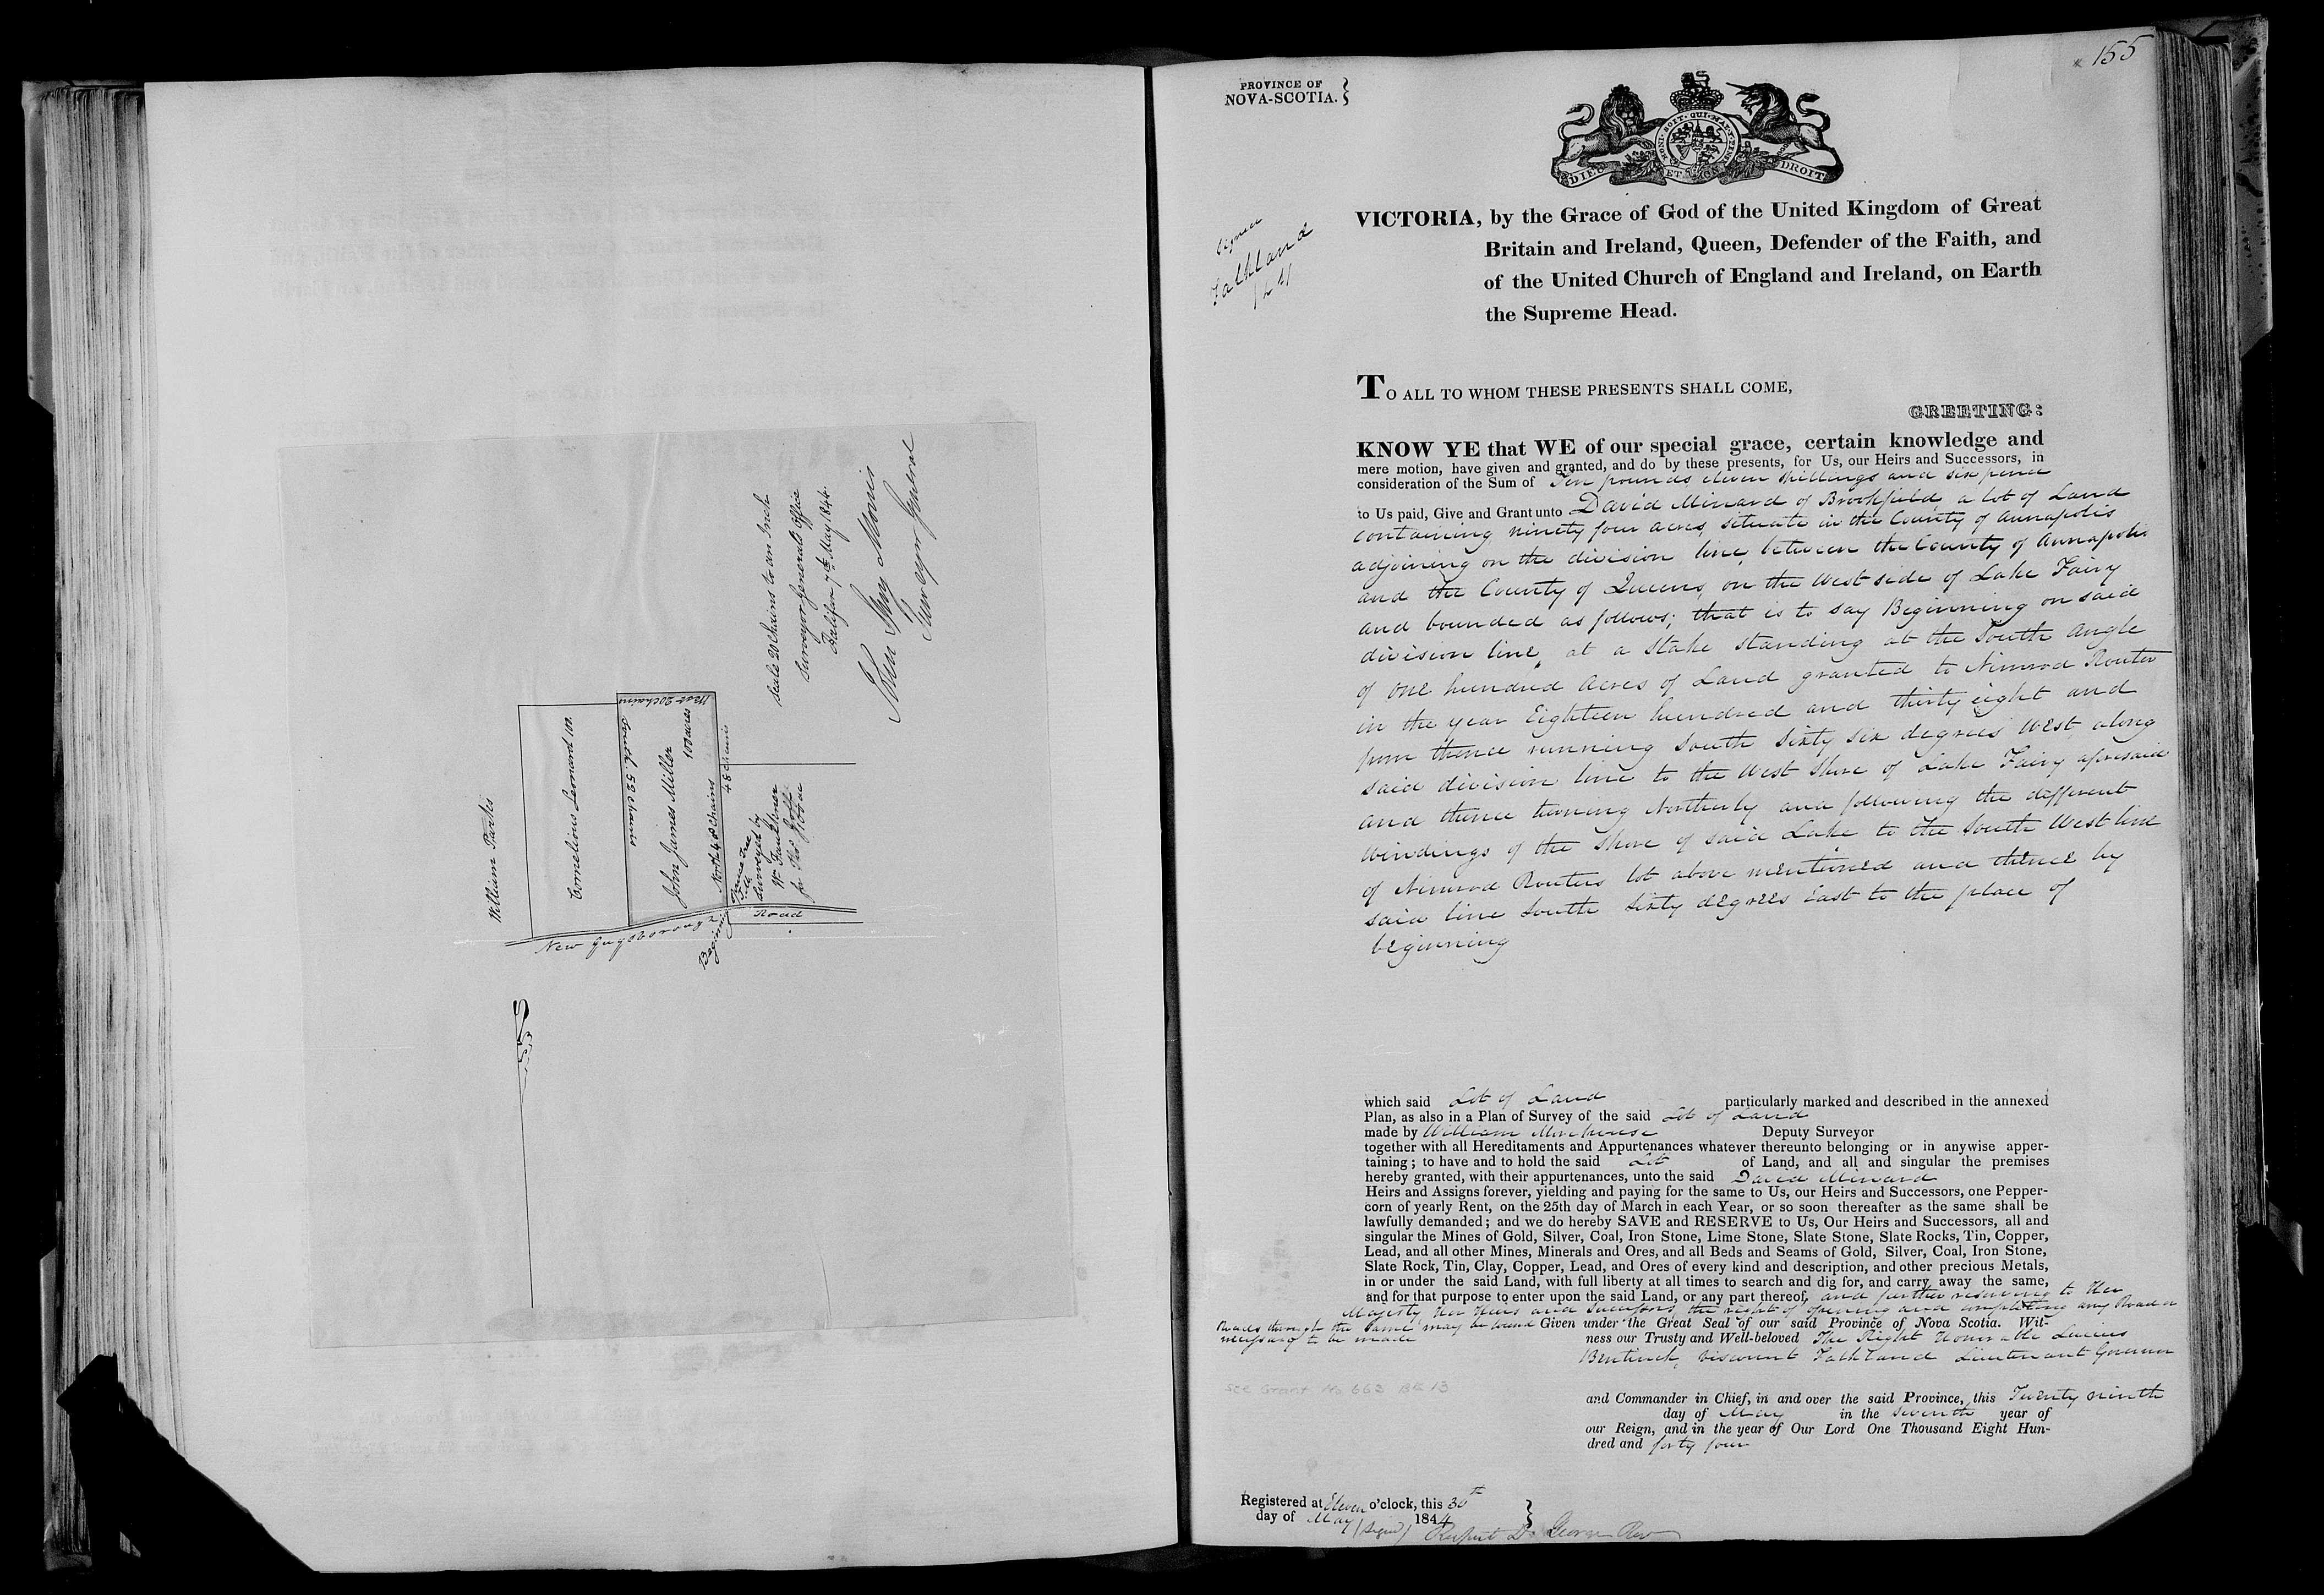 William Parks
Cornelious Leonard 100.
South. 52 chains
West 20 chains
John James Miller
100 acres
North 48 chains
48 Chains
Surveyed by
Wm Faulkner
for Thos Goff
New Guysborough
Road
Beginning
Scale 20 Chains to an Inch
Surveyor Generals Office
Halifax 7th May 1844.
John Spry Morris
Surveyor General
155
PROVINCE OF
NOVA-SCOTIA.
DIEU ET MON DROIT
HONI·SOIT·QUI·MAL·Y·PENSE
Signed
Falkland
VICTORIA, by the Grace of God of the United Kingdom of Great
Britain and Ireland, Queen, Defender of the Faith, and
of the United Church of England and Ireland, on Earth
the Supreme Head.
TO ALL TO WHOM THESE PRESENTS SHALL COME,
GREETING:
KNOW YE that WE of our special grace, certain knowledge and
mere motion, have given and granted, and do by these presents, for Us, our Heirs and Successors, in
consideration of the Sum of Ten pounds eleven shillings and six pence
to Us paid, Give and Grant unto David Minard of Brookfield, a lot of Land
containing ninety four acres, situate in the County of Annapolis
adjoining on the division line, between the County of Annapolis
and the County of Queens, on the West side of Lake Fairy
and bounded as follows; that is to say Beginning on said
division line, at a stake standing at the South Angle
of one hundred acres of Land granted to Nimrod Router
in the year Eighteen hundred and thirty eight and
from thence running South sixty six degrees West along
said division line to the West Shore of Lake Fairy aforesaid
and thence turning Northerly and following the different
windings of the Shore of said Lake to the South West line
of Nimrod Routers lot above mentioned and thence by
said line South sixty degrees East to the place of
beginning
which said Lot of Land particularly marked and described in the annexed
Plan, as also in a Plan of Survey of the said Lot of Land
made by William Deputy Surveyor
together with all Hereditaments and Appurtenances whatever thereunto belonging or in anywise apper-
taining; to have and to hold the said Lot of Land, and all and singular the premises
hereby granted, with their appurtenances, unto the said David Minard
Heirs and Assigns forever, yielding and paying for the same to Us, our Heirs and Successors, one Pepper-
corn of yearly Rent, on the 25th day of March in each Year, or so soon thereafter as the same shall be
lawfully demanded; and we do hereby SAVE and RESERVE to Us, Our Heirs and Successors, all and
singular the Mines of Gold, Silver, Coal, Iron Stone, Lime Stone, Slate Stone, Slate Rocks, Tin, Copper,
Lead, and all other Mines, Minerals and Ores, and all Beds and Seams of Gold, Silver, Coal, Iron Stone,
Slate Rock, Tin, Clay, Copper, Lead, and Ores of every kind and description, and other precious Metals,
in or under the said Land, with full liberty at all times to search and dig for, and carry away the same,
and for that purpose to enter upon the said Land, or any part thereof, and further reserving to Her
Majesty Her Heirs and Successors, the right of opening and completing any Road or
Roads through the same may be found Given under the Great Seal of our said Province of Nova Scotia. Wit-
necessary to be made ness our Trusty and Well-beloved The Right Honorable Lucius
Bentinck, Viscount Falkland Lieutenant Governor
See Grant No 662 Bk 13
and Commander in Chief, in and over the said Province, this Twenty ninth
day of May in the Seventh year of
our Reign, and in the year of Our Lord One Thousand Eight Hun-
dred and forty four
Registered at Eleven o'clock, this 30th
day of May 1844
(Signed) Rupert D. George Rer